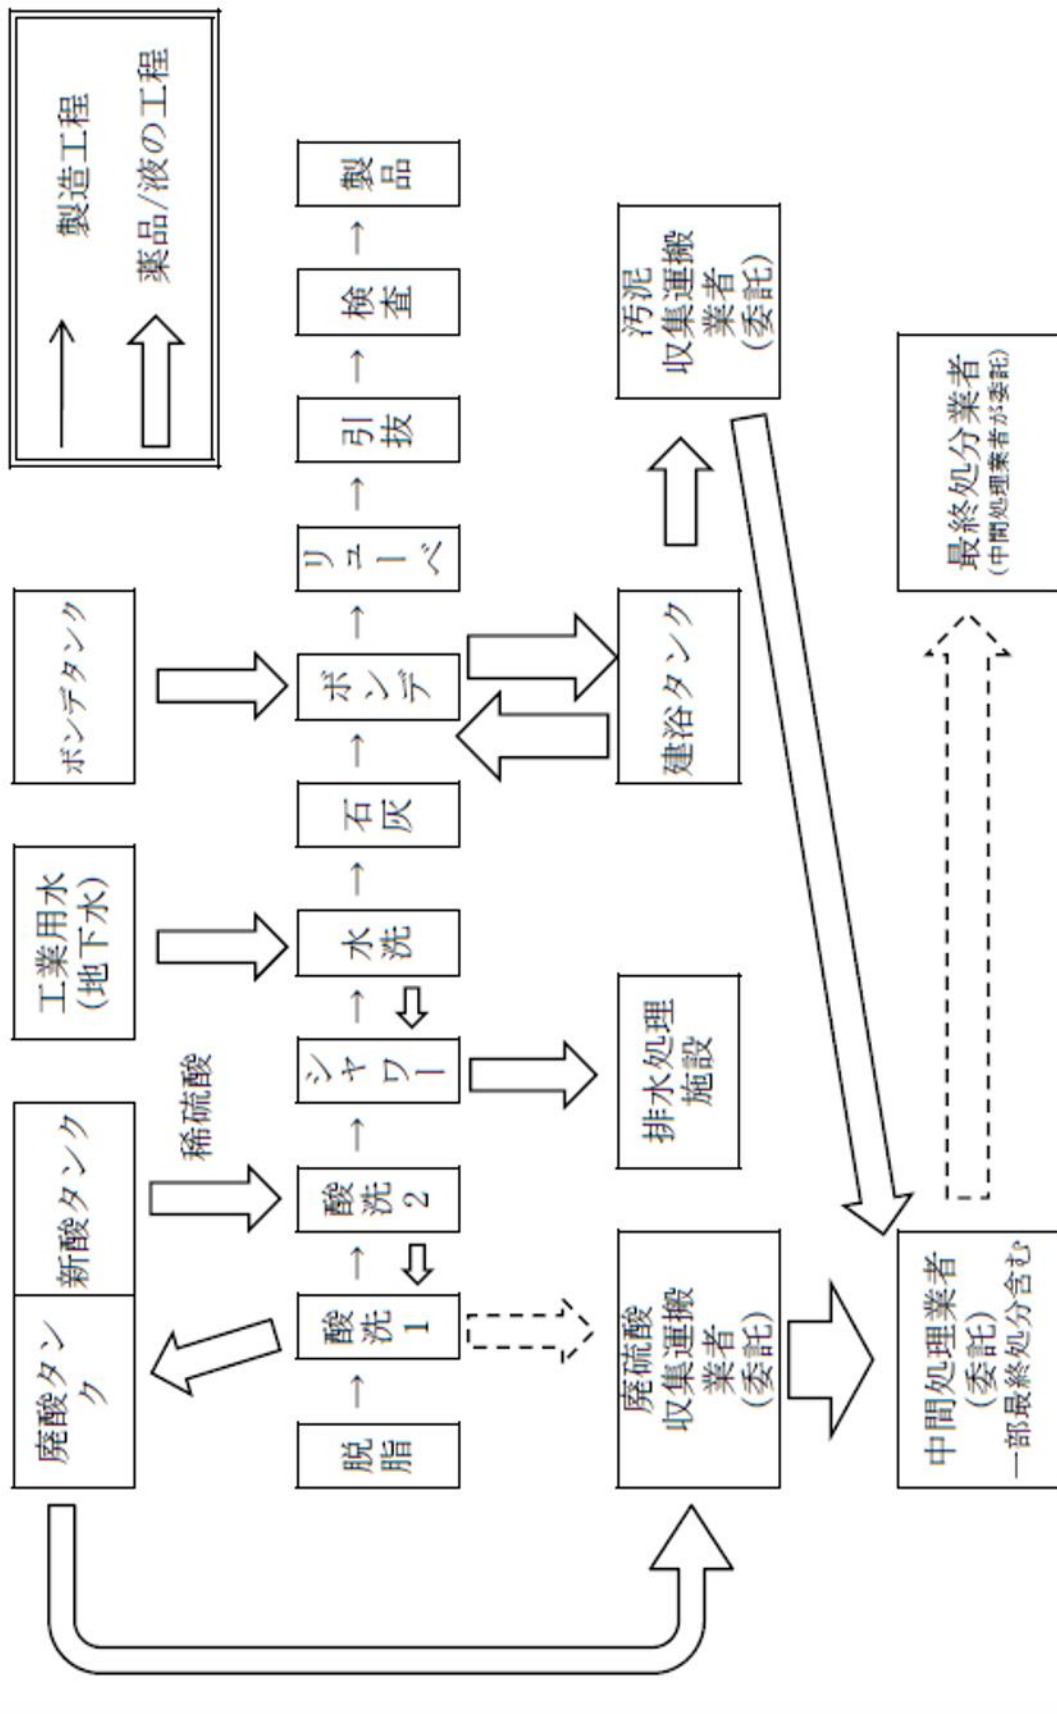 製造工程
薬品/液の工程
廃酸タン
ク
新酸タンク
工業用水
(地下水)
ボンデタンク
稀硫酸
脱脂
→
酸洗1
→
酸洗2
→
シャワー
→
水洗
→
石灰
→
ボンデ
→
リューベ
→
引抜
→
検査
→
製品
廃硫酸
収集運搬
業者
(委託)
排水処理
施設
建浴タンク
汚泥
収集運搬
業者
(委託)
中間処理業者
(委託)
一部最終処分含む
最終処分業者
(中間処理業者が委託)